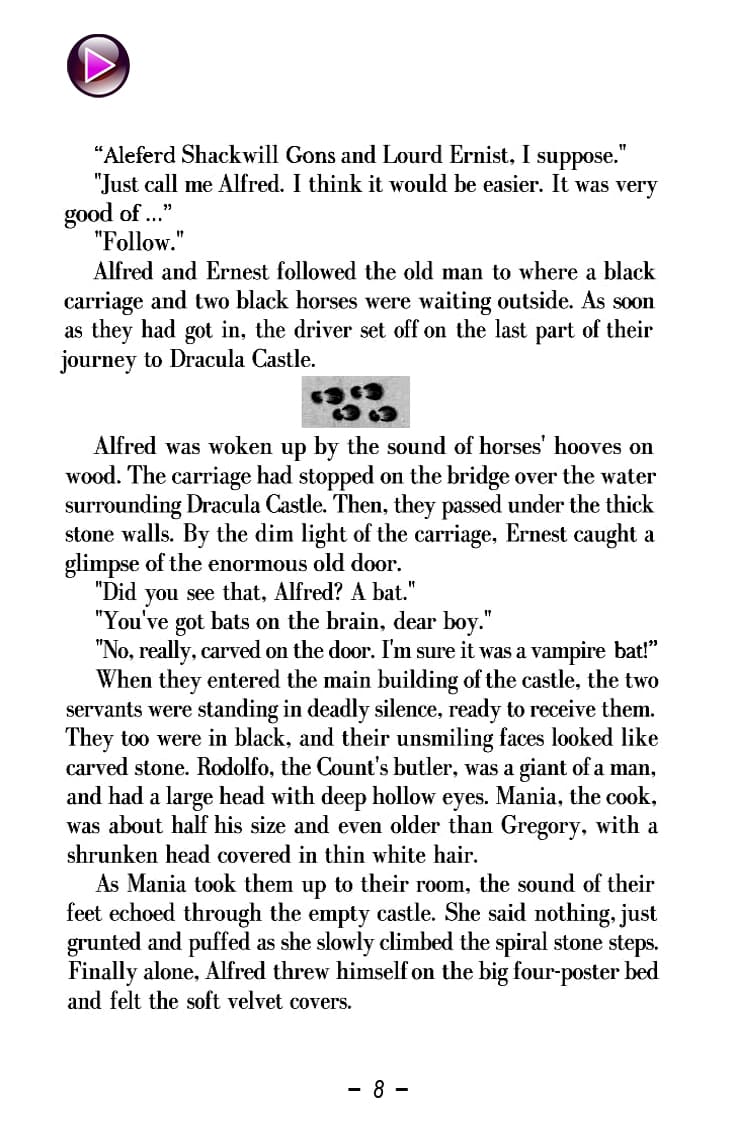 “Aleferd Shackwill Gons and Lourd Ernist, I suppose."
"Just call me Alfred. I think it would be easier. It was very
good of ...”
"Follow."
Alfred and Ernest followed the old man to where a black
carriage and two black horses were waiting outside. As soon
as they had got in, the driver set off on the last part of their
journey to Dracula Castle.
Alfred was woken up by the sound of horses' hooves on
wood. The carriage had stopped on the bridge over the water
surrounding Dracula Castle. Then, they passed under the thick
stone walls. By the dim light of the carriage, Ernest caught a
glimpse of the enormous old door.
"Did you see that, Alfred? A bat."
"You've got bats on the brain, dear boy."
"No, really, carved on the door. I'm sure it was a vampire bat!”
When they entered the main building of the castle, the two
servants were standing in deadly silence, ready to receive them.
They too were in black, and their unsmiling faces looked like
carved stone. Rodolfo, the Count's butler, was a giant of a man,
and had a large head with deep hollow eyes. Mania, the cook,
was about half his size and even older than Gregory, with a
shrunken head covered in thin white hair.
As Mania took them up to their room, the sound of their
feet echoed through the empty castle. She said nothing, just
grunted and puffed as she slowly climbed the spiral stone steps.
Finally alone, Alfred threw himself on the big four-poster bed
and felt the soft velvet covers.
– 8 –